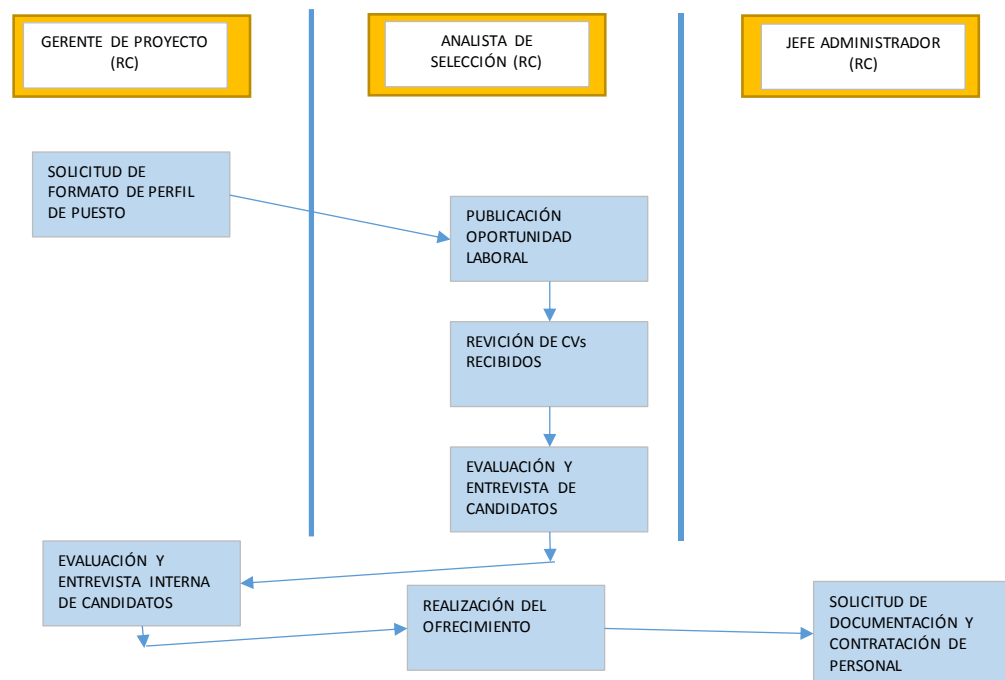 GERENTE DE PROYECTO
(RC)
ANALISTA DE
SELECCIÓN (RC)
JEFE ADMINISTRADOR
(RC)
SOLICITUD DE
FORMATO DE PERFIL
DE PUESTO
PUBLICACIÓN
OPORTUNIDAD
LABORAL
REVICIÓN DE CVs
RECIBIDOS
EVALUACIÓN Y
ENTREVISTA DE
CANDIDATOS
EVALUACIÓN Y
ENTREVISTA INTERNA
DE CANDIDATOS
REALIZACIÓN DEL
OFRECIMIENTO
SOLICITUD DE
DOCUMENTACIÓN Y
CONTRATACIÓN DE
PERSONAL